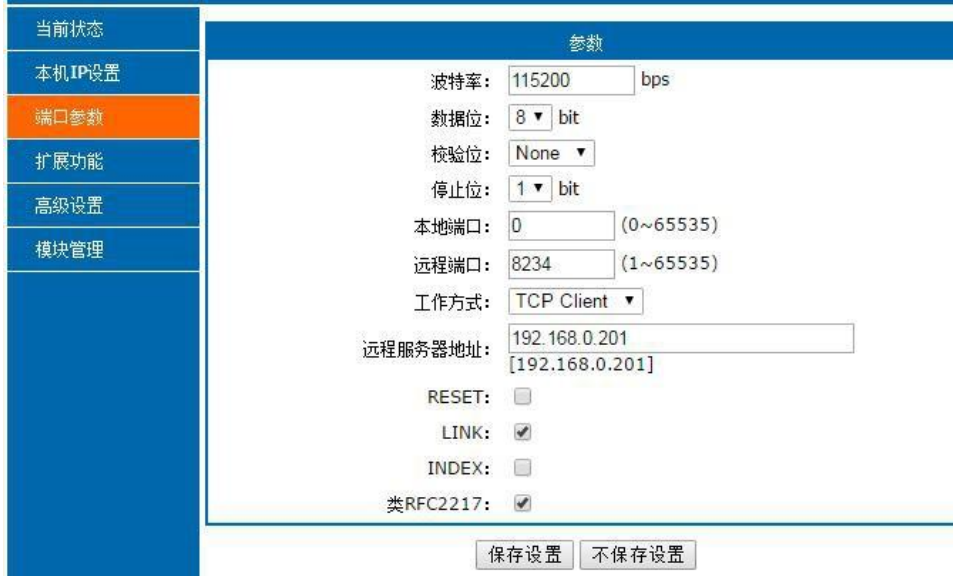 当前状态
本机IP设置
端口参数
扩展功能
高级设置
模块管理
参数
波特率: 115200 bps
数据位: 8 bit
校验位: None
停止位: 1 bit
本地端口: 0 (0~65535)
远程端口: 8234 (1~65535)
工作方式: TCP Client
远程服务器地址: 192.168.0.201
[192.168.0.201]
RESET:
LINK:
INDEX:
类RFC2217:
保存设置 不保存设置